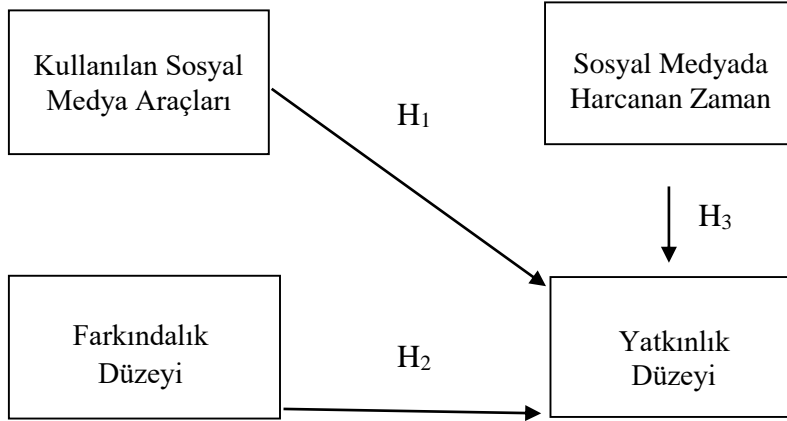 Kullanılan Sosyal
Medya Araçları
Sosyal Medyada
Harcanan Zaman
H₁
H₃
Farkındalık
Düzeyi
H₂
Yatkınlık
Düzeyi